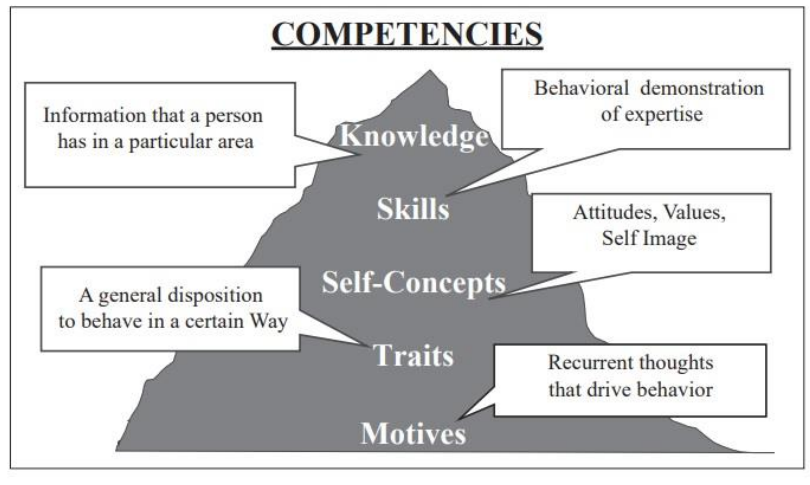 COMPETENCIES
Information that a person
has in a particular area
Behavioral demonstration
of expertise
Knowledge
Skills
Attitudes, Values,
Self Image
Self-Concepts
A general disposition
to behave in a certain Way
Traits
Recurrent thoughts
that drive behavior
Motives